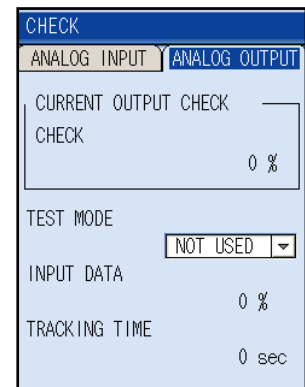 CHECK
ANALOG INPUT ANALOG OUTPUT
CURRENT OUTPUT CHECK
CHECK
0 %
TEST MODE
NOT USED
INPUT DATA
0 %
TRACKING TIME
0 sec